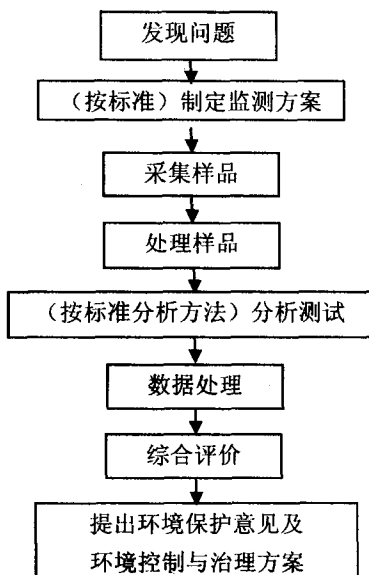 发现问题
（按标准）制定监测方案
采集样品
处理样品
（按标准分析方法）分析测试
数据处理
综合评价
提出环境保护意见及
环境控制与治理方案